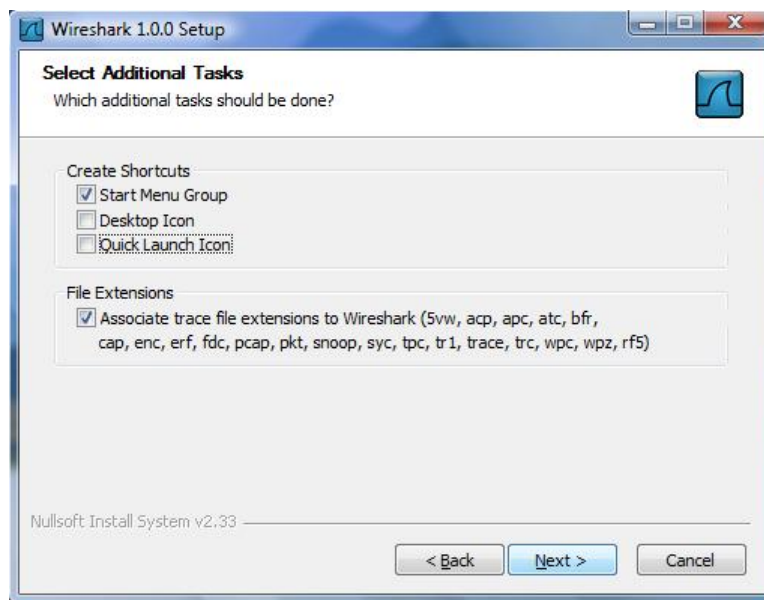 Wireshark 1.0.0 Setup
Select Additional Tasks
Which additional tasks should be done?
Create Shortcuts
Start Menu Group
Desktop Icon
Quick Launch Icon
File Extensions
Associate trace file extensions to Wireshark (5vw, acp, apc, atc, bfr,
cap, enc, erf, fdc, pcap, pkt, snoop, syc, tpc, tr1, trace, trc, wpc, wpz, rf5)
Nullsoft Install System v2.33
< Back Next > Cancel